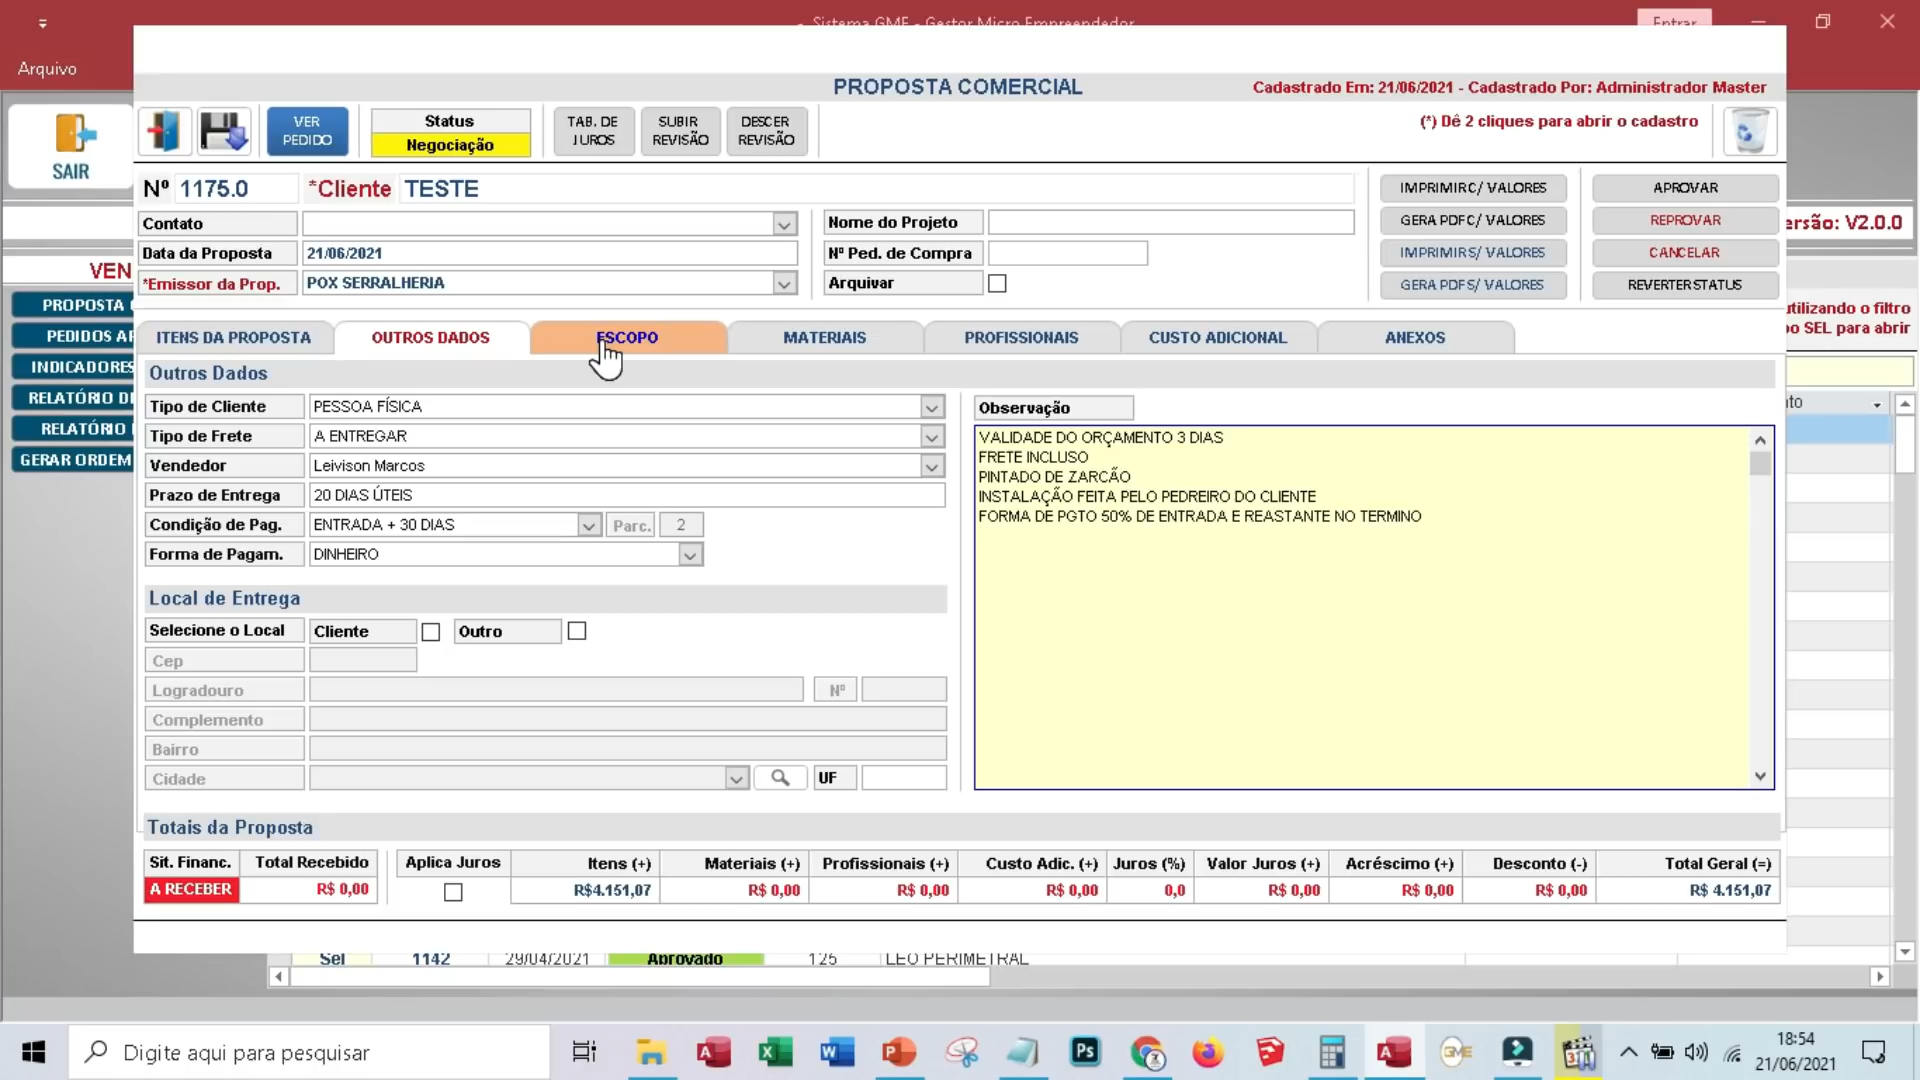 - Sistema GME - Gestor Micro Empreendedor
Entrar
Arquivo
PROPOSTA COMERCIAL
Cadastrado Em: 21/06/2021 - Cadastrado Por: Administrador Master
SAIR
VER PEDIDO
Status
Negociação
TAB. DE JUROS
SUBIR REVISÃO
DESCER REVISÃO
(*) Dê 2 cliques para abrir o cadastro
Nº 1175.0 *Cliente TESTE
Contato
Data da Proposta 21/06/2021
*Emissor da Prop. POX SERRALHERIA
Nome do Projeto
Nº Ped. de Compra
Arquivar
IMPRIMIR C/ VALORES
GERA PDF C/ VALORES
IMPRIMIR S/ VALORES
GERA PDF S/ VALORES
APROVAR
REPROVAR
CANCELAR
REVERTER STATUS
ersão: V2.0.0
VEN
PROPOSTA
PEDIDOS AP
INDICADORES
RELATÓRIO DE
RELATÓRIO
GERAR ORDEM
utilizando o filtro
po SEL para abrir
nto
ITENS DA PROPOSTA OUTROS DADOS ESCOPO MATERIAIS PROFISSIONAIS CUSTO ADICIONAL ANEXOS
Outros Dados
Tipo de Cliente PESSOA FÍSICA
Tipo de Frete A ENTREGAR
Vendedor Leivison Marcos
Prazo de Entrega 20 DIAS ÚTEIS
Condição de Pag. ENTRADA + 30 DIAS Parc. 2
Forma de Pagam. DINHEIRO
Observação
VALIDADE DO ORÇAMENTO 3 DIAS
FRETE INCLUSO
PINTADO DE ZARCÃO
INSTALAÇÃO FEITA PELO PEDREIRO DO CLIENTE
FORMA DE PGTO 50% DE ENTRADA E REASTANTE NO TERMINO
Local de Entrega
Selecione o Local Cliente Outro
Cep
Logradouro Nº
Complemento
Bairro
Cidade UF
Totais da Proposta
Sit. Financ. Total Recebido Aplica Juros Itens (+) Materiais (+) Profissionais (+) Custo Adic. (+) Juros (%) Valor Juros (+) Acréscimo (+) Desconto (-) Total Geral (=)
A RECEBER R$ 0,00 R$4.151,07 R$ 0,00 R$ 0,00 R$ 0,00 0,0 R$ 0,00 R$ 0,00 R$ 0,00 R$ 4.151,07
Sel 1142 29/04/2021 Aprovado 125 LEO PERIMETRAL
Digite aqui para pesquisar
18:54
21/06/2021